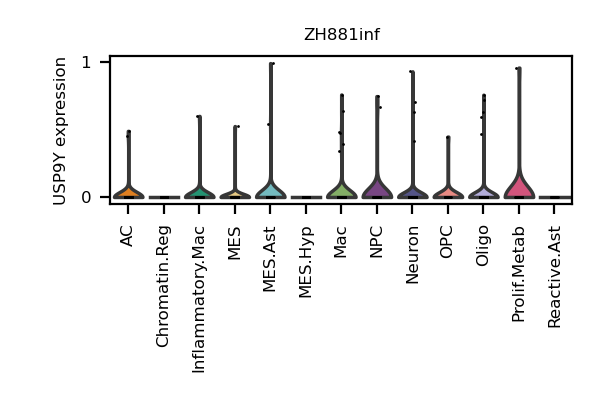 ZH881inf
USP9Y expression
1
0
AC
Chromatin.Reg
Inflammatory.Mac
MES
MES.Ast
MES.Hyp
Mac
NPC
Neuron
OPC
Oligo
Prolif.Metab
Reactive.Ast